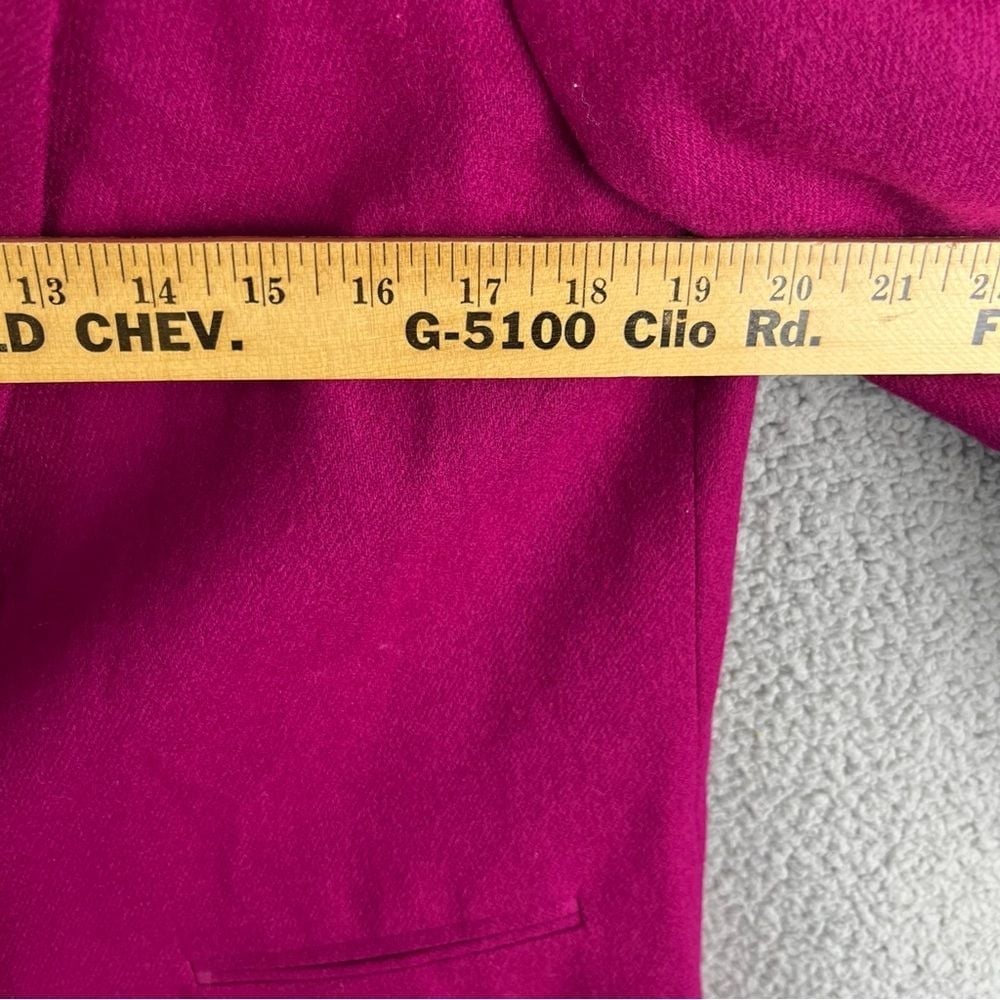 13 14 15 16 17 18 19 20 21
LD CHEV. G-5100 Clio Rd. F